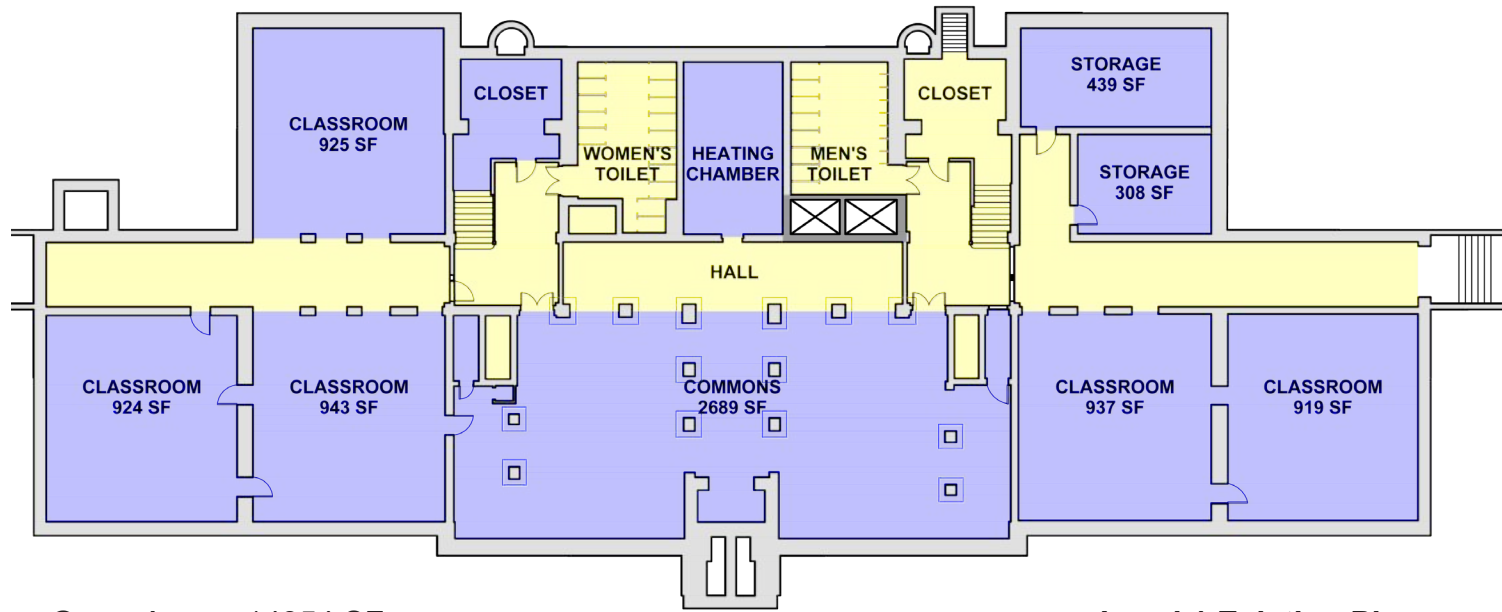 STORAGE
439 SF
CLOSET
CLOSET
CLASSROOM
925 SF
WOMEN'S
TOILET
HEATING
CHAMBER
MEN'S
TOILET
STORAGE
308 SF
HALL
CLASSROOM
924 SF
CLASSROOM
943 SF
COMMONS
2689 SF
CLASSROOM
937 SF
CLASSROOM
919 SF